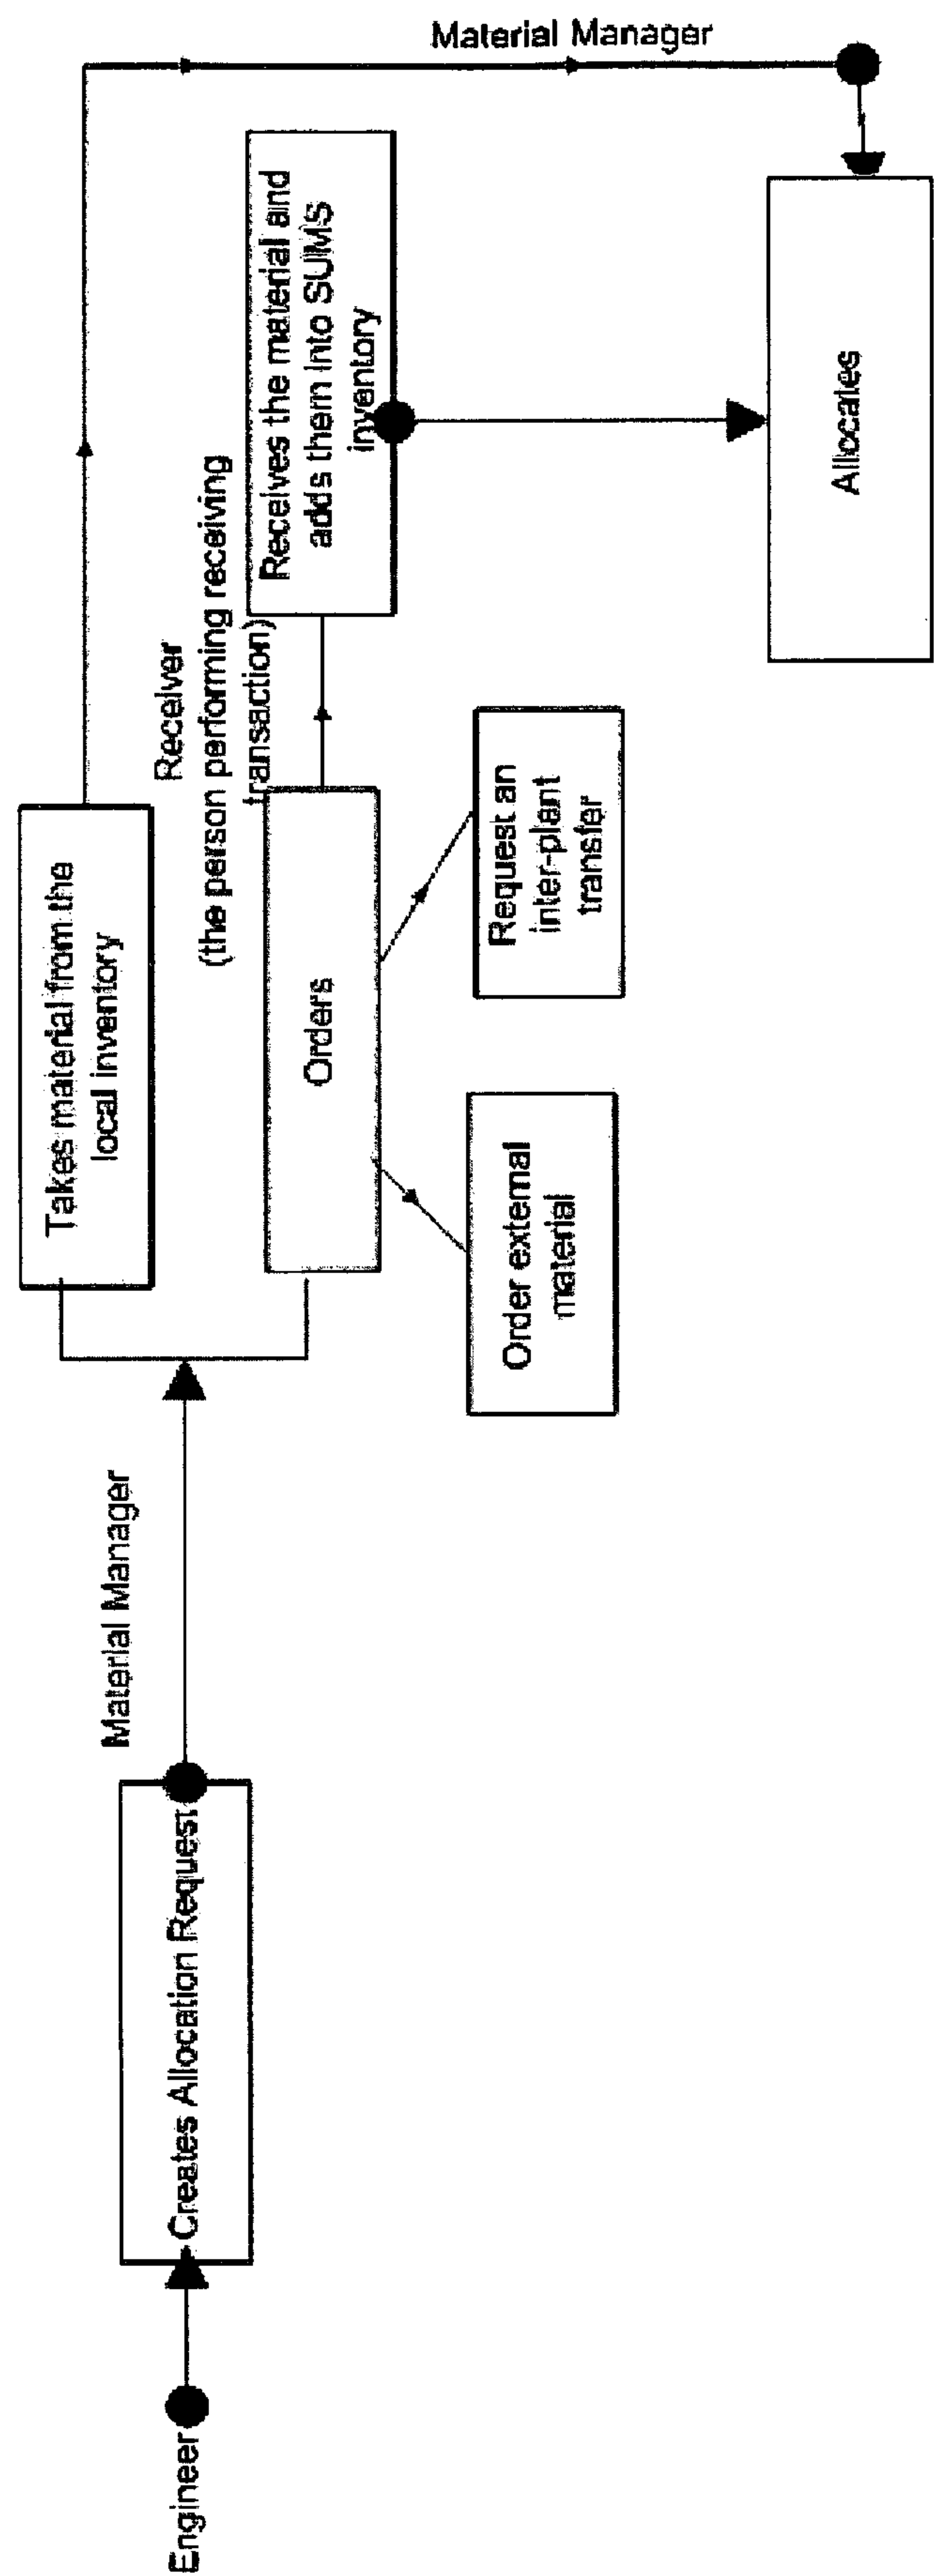 Engineer
Creates Allocation Request
Material Manager
Takes material from the
local inventory
Orders
Order external
material
Request an
inter-plant
transfer
Receiver
(the person performing receiving
transaction)
Receives the material and
adds them into SUMS
inventory
Material Manager
Allocates